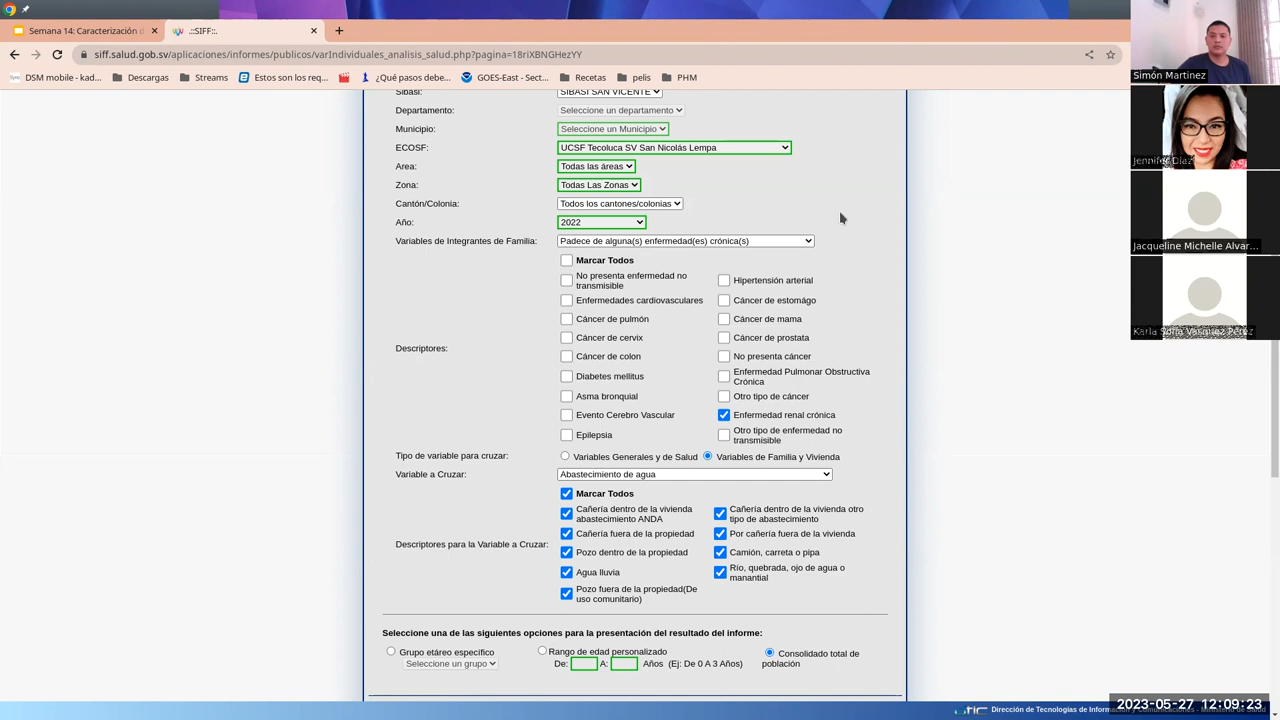 Semana 14: Caracterización d
.::SIFF::.
siff.salud.gob.sv/aplicaciones/informes/publicos/varIndividuales_analisis_salud.php?pagina=18riXBNGHezYY
DSM mobile - kad...
Descargas
Streams
Estos son los req...
¿Qué pasos debe...
GOES-East - Sect...
Recetas
pelis
PHM
Sibasi:
SIBASI SAN VICENTE
Departamento:
Seleccione un departamento
Municipio:
Seleccione un Municipio
ECOSF:
UCSF Tecoluca SV San Nicolás Lempa
Area:
Todas las áreas
Zona:
Todas Las Zonas
Cantón/Colonia:
Todos los cantones/colonias
Año:
2022
Variables de Integrantes de Familia:
Padece de alguna(s) enfermedad(es) crónica(s)
Descriptores:
Marcar Todos
No presenta enfermedad no
transmisible
Hipertensión arterial
Enfermedades cardiovasculares
Cáncer de estomágo
Cáncer de pulmón
Cáncer de mama
Cáncer de cervix
Cáncer de prostata
Cáncer de colon
No presenta cáncer
Diabetes mellitus
Enfermedad Pulmonar Obstructiva
Crónica
Asma bronquial
Otro tipo de cáncer
Evento Cerebro Vascular
Enfermedad renal crónica
Epilepsia
Otro tipo de enfermedad no
transmisible
Tipo de variable para cruzar:
Variables Generales y de Salud
Variables de Familia y Vivienda
Variable a Cruzar:
Abastecimiento de agua
Descriptores para la Variable a Cruzar:
Marcar Todos
Cañería dentro de la vivienda
abastecimiento ANDA
Cañería dentro de la vivienda otro
tipo de abastecimiento
Cañería fuera de la propiedad
Por cañería fuera de la vivienda
Pozo dentro de la propiedad
Camión, carreta o pipa
Agua lluvia
Río, quebrada, ojo de agua o
manantial
Pozo fuera de la propiedad(De
uso comunitario)
Seleccione una de las siguientes opciones para la presentación del resultado del informe:
Grupo etáreo específico
Seleccione un grupo
Rango de edad personalizado
De: A: Años (Ej: De 0 A 3 Años)
Consolidado total de
población
Dirección de Tecnologías de Información y Comunicaciones - Ministerio de Salud
2023-05-27 12:09:23
Simón Martinez
Jennifer Diaz
Jacqueline Michelle Alvar...
Karla Sofia Vasquez Perez